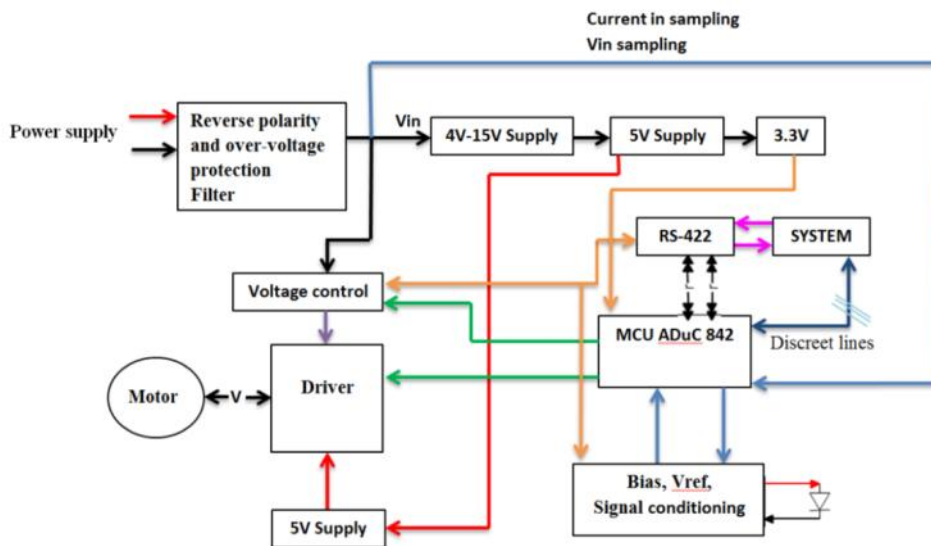 Current in sampling
Vin sampling
Power supply
Reverse polarity
and over-voltage
protection
Filter
Vin
4V-15V Supply
5V Supply
3.3V
RS-422
SYSTEM
Voltage control
MCU ADuC 842
Discreet lines
Motor
V
Driver
Bias, Vref,
Signal conditioning
5V Supply